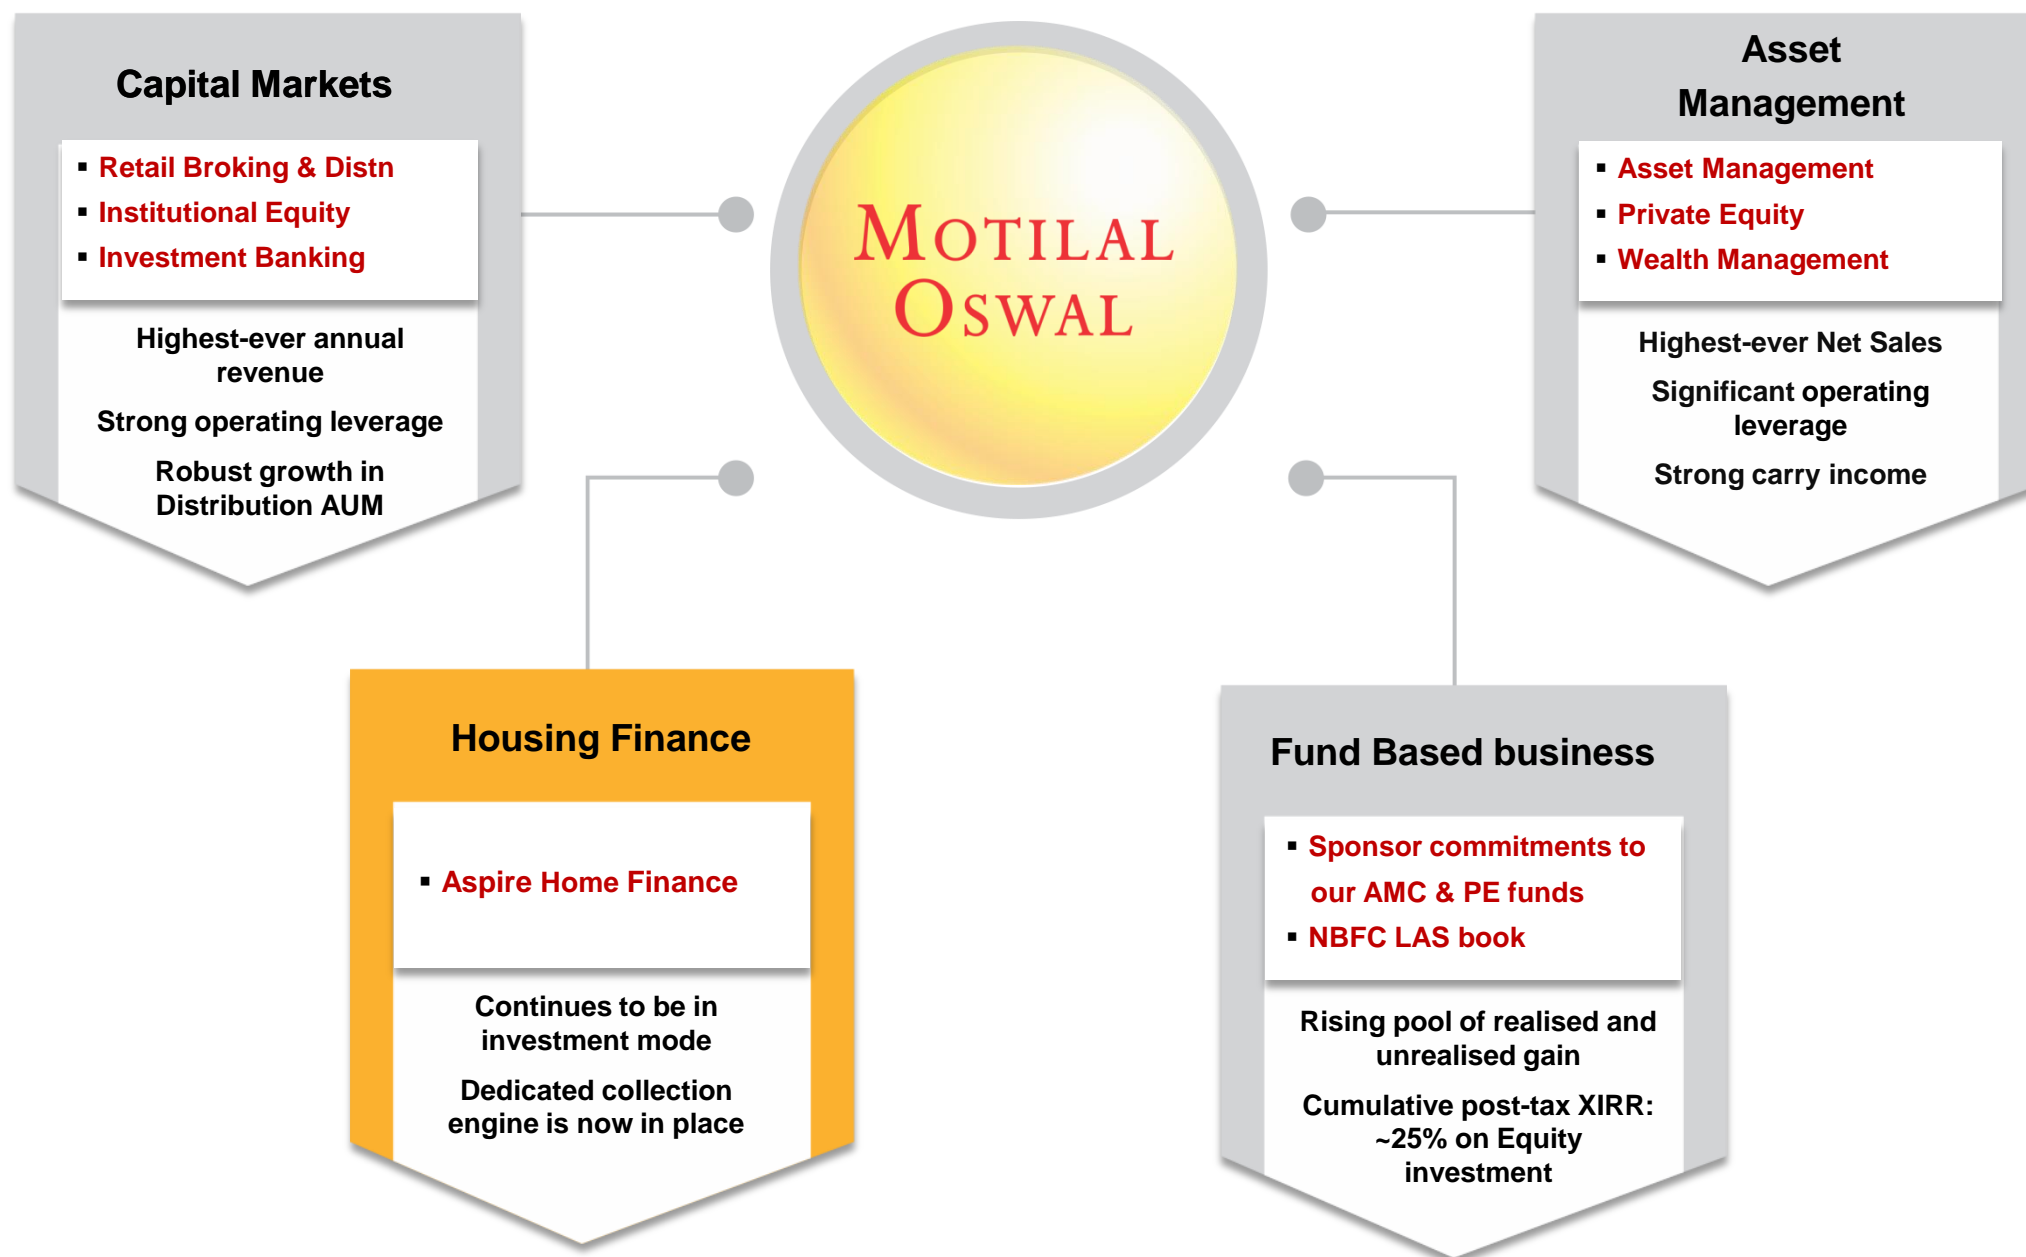 Capital Markets
▪ Retail Broking & Distn
▪ Institutional Equity
▪ Investment Banking
Highest-ever annual
revenue
Strong operating leverage
Robust growth in
Distribution AUM
MOTILAL
OSWAL
Asset
Management
▪ Asset Management
▪ Private Equity
▪ Wealth Management
Highest-ever Net Sales
Significant operating
leverage
Strong carry income
Housing Finance
▪ Aspire Home Finance
Continues to be in
investment mode
Dedicated collection
engine is now in place
Fund Based business
▪ Sponsor commitments to
our AMC & PE funds
▪ NBFC LAS book
Rising pool of realised and
unrealised gain
Cumulative post-tax XIRR:
~25% on Equity
investment